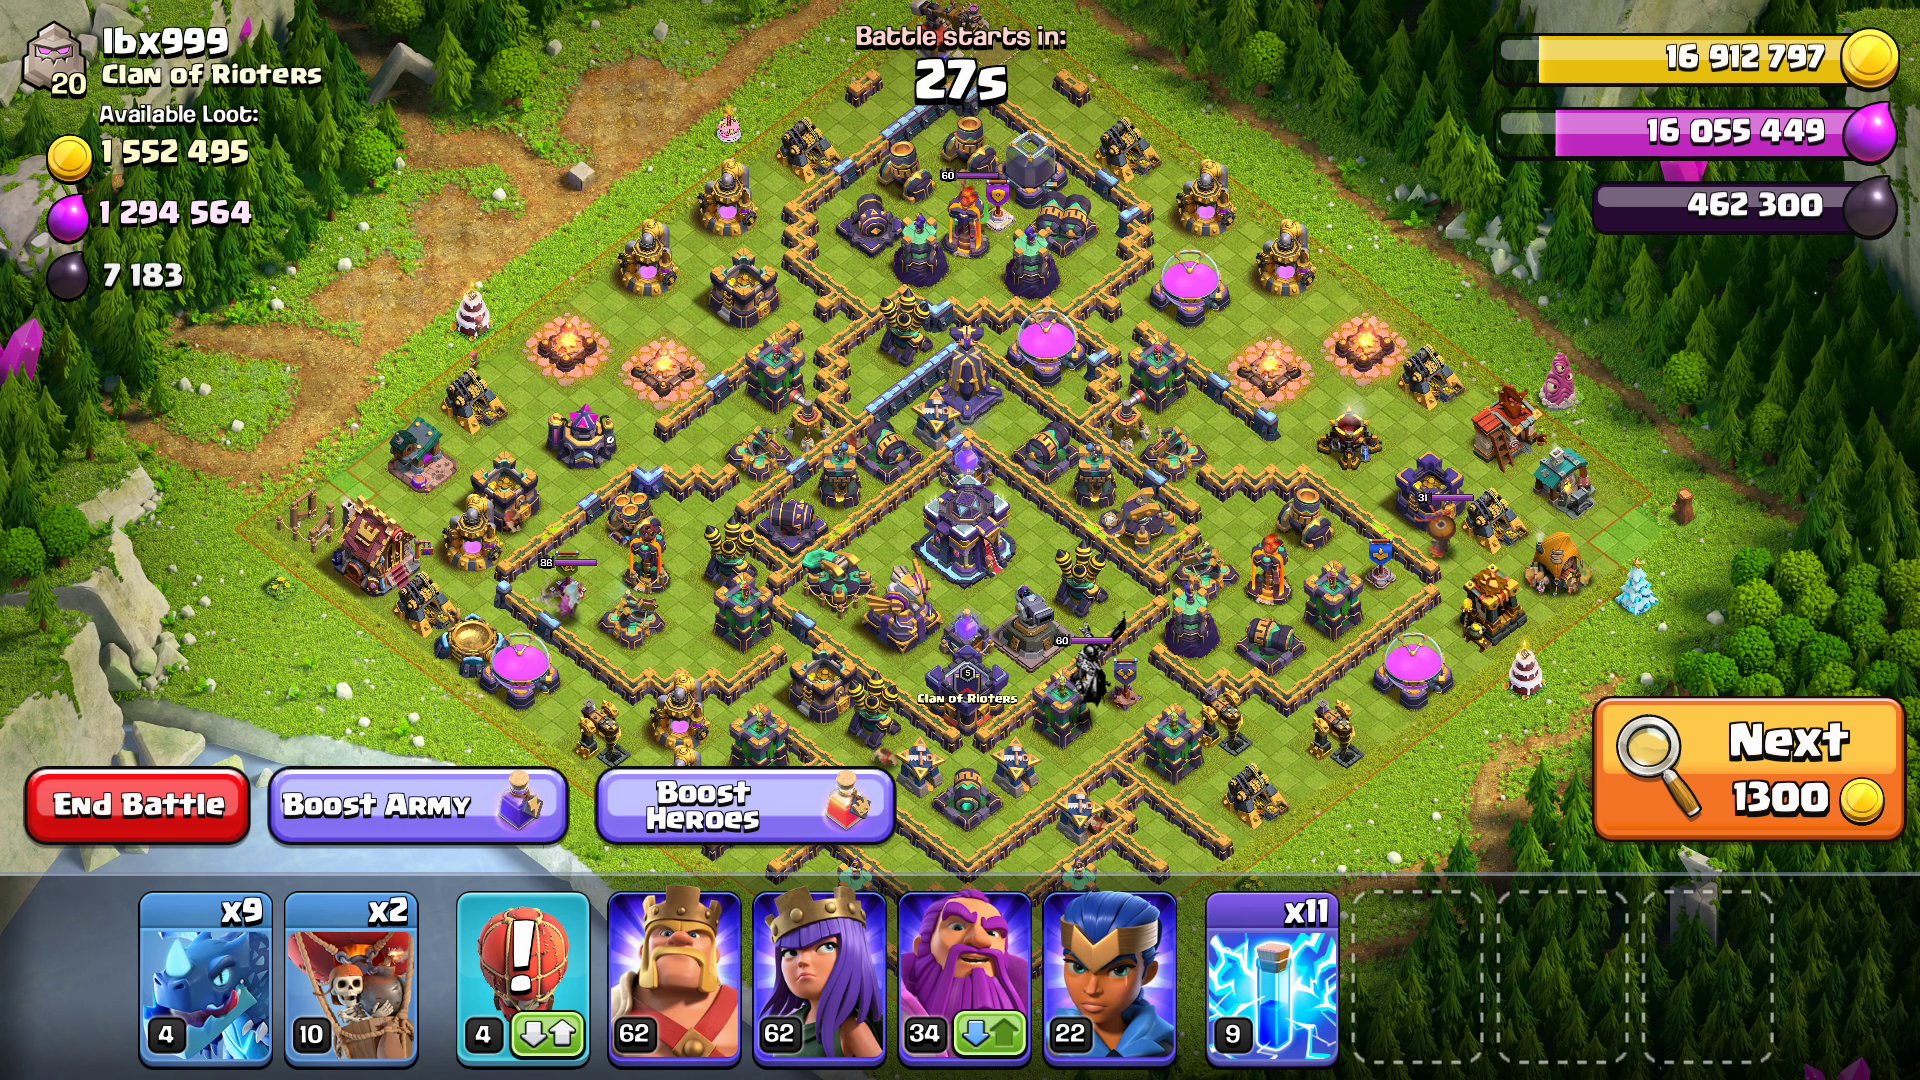 lbx999
20
Clan of Rioters
Available Loot:
1 552 495
1 294 564
7 183
Battle starts in:
27s
16 912 797
16 055 449
462 300
60
31
86
60
5
Clan of Rioters
End Battle
Boost Army
Boost
Heroes
Next
1300
x9
4
x2
10
!
4
62
62
34
22
x11
9